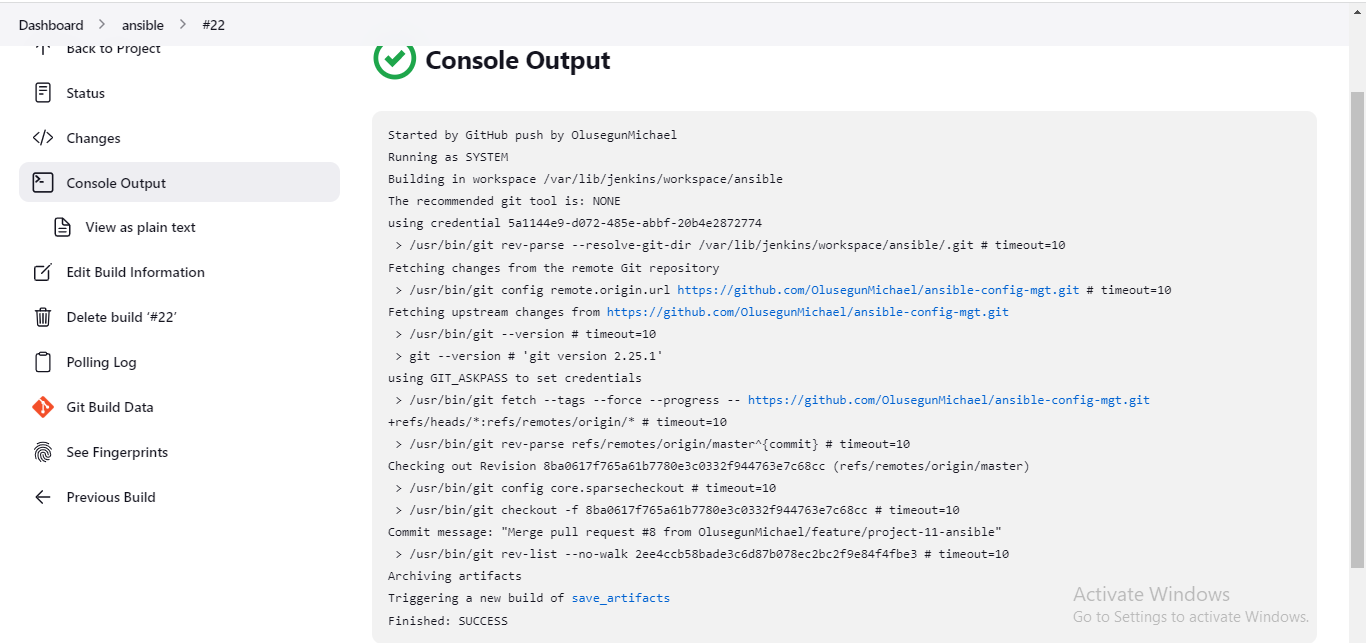 Dashboard > ansible > #22
Back to Project
Status
Changes
Console Output
View as plain text
Edit Build Information
Delete build ‘#22’
Polling Log
Git Build Data
See Fingerprints
Previous Build
Console Output
Started by GitHub push by OlusegunMichael
Running as SYSTEM
Building in workspace /var/lib/jenkins/workspace/ansible
The recommended git tool is: NONE
using credential 5a1144e9-d072-485e-abbf-20b4e2872774
> /usr/bin/git rev-parse --resolve-git-dir /var/lib/jenkins/workspace/ansible/.git # timeout=10
Fetching changes from the remote Git repository
> /usr/bin/git config remote.origin.url https://github.com/OlusegunMichael/ansible-config-mgt.git # timeout=10
Fetching upstream changes from https://github.com/OlusegunMichael/ansible-config-mgt.git
> /usr/bin/git --version # timeout=10
> git --version # 'git version 2.25.1'
using GIT_ASKPASS to set credentials
> /usr/bin/git fetch --tags --force --progress -- https://github.com/OlusegunMichael/ansible-config-mgt.git
+refs/heads/*:refs/remotes/origin/* # timeout=10
> /usr/bin/git rev-parse refs/remotes/origin/master^{commit} # timeout=10
Checking out Revision 8ba0617f765a61b7780e3c0332f944763e7c68cc (refs/remotes/origin/master)
> /usr/bin/git config core.sparsecheckout # timeout=10
> /usr/bin/git checkout -f 8ba0617f765a61b7780e3c0332f944763e7c68cc # timeout=10
Commit message: "Merge pull request #8 from OlusegunMichael/feature/project-11-ansible"
> /usr/bin/git rev-list --no-walk 2ee4ccb58bade3c6d87b078ec2bc2f9e84f4fbe3 # timeout=10
Archiving artifacts
Triggering a new build of save_artifacts
Finished: SUCCESS
Activate Windows
Go to Settings to activate Windows.